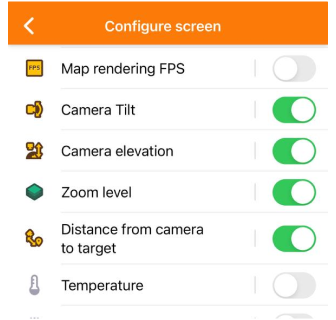 Configure screen
FPS
Map rendering FPS
Camera Tilt
Camera elevation
Zoom level
Distance from camera
to target
Temperature